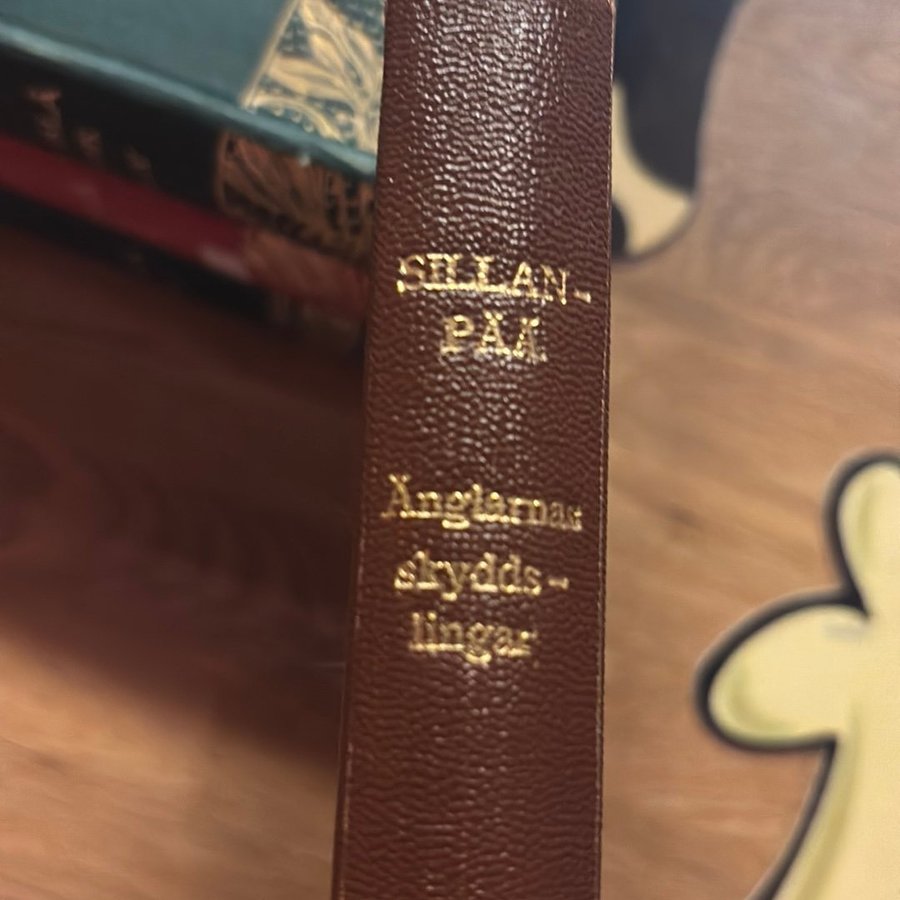 SILLAN-
PÄÄ
Änglarnas
skydds-
lingar